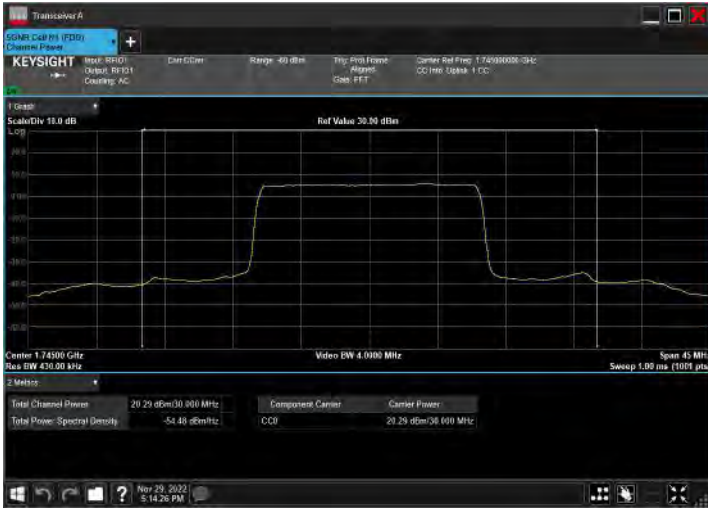 Transceiver A
5GNR Cell R1 (FDD)
Channel Power
KEYSIGHT
Input: RFIO1
Output: RFIO1
Coupling: AC
Corr CCorr
Range: -60 dBm
Trig: Prot Frame
Aligned
Gate: FFT
Carrier Ref Freq: 1.745000000 GHz
CC Info: Uplink, 1 CC
1 Graph
Scale/Div 10.0 dB
Ref Value 30.00 dBm
Log
Center 1.74500 GHz
Video BW 4.0000 MHz
Span 45 MHz
Res BW 430.00 kHz
Sweep 1.00 ms (1001 pts
2 Metrics
Total Channel Power
20.29 dBm/30.000 MHz
Total Power Spectral Density
-54.48 dBm/Hz
Component Carrier
Carrier Power
CC0
20.29 dBm/30.000 MHz
?
Nov 29, 2022
5:14:26 PM